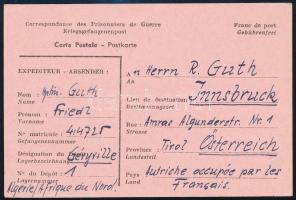 Correspondance des Prisonniers de Guerre
Kriegsgefangenenpost
Franc de port
Gebührenfrei
Carte Postale - Postkarte
EXPEDITEUR - ABSENDER :
Nom : Guth
Name
Prénom : Friedl
Vorname
N° matricule : 414725
Gefangenennummer
Désignation du Géryville
Lagerbezeichnung
N° du Dépôt : 1
Lagernummer
Algérie/Afrique du Nord.
A Herrn R. Guth
An
Lieu de destination Innsbruck
Bestimmungsort
Rue : Amras Algunderstr. Nr. 1
Strasse
Province : Tirol Österreich
Landesteil
Pays Autriche occupée par les
Land Français.